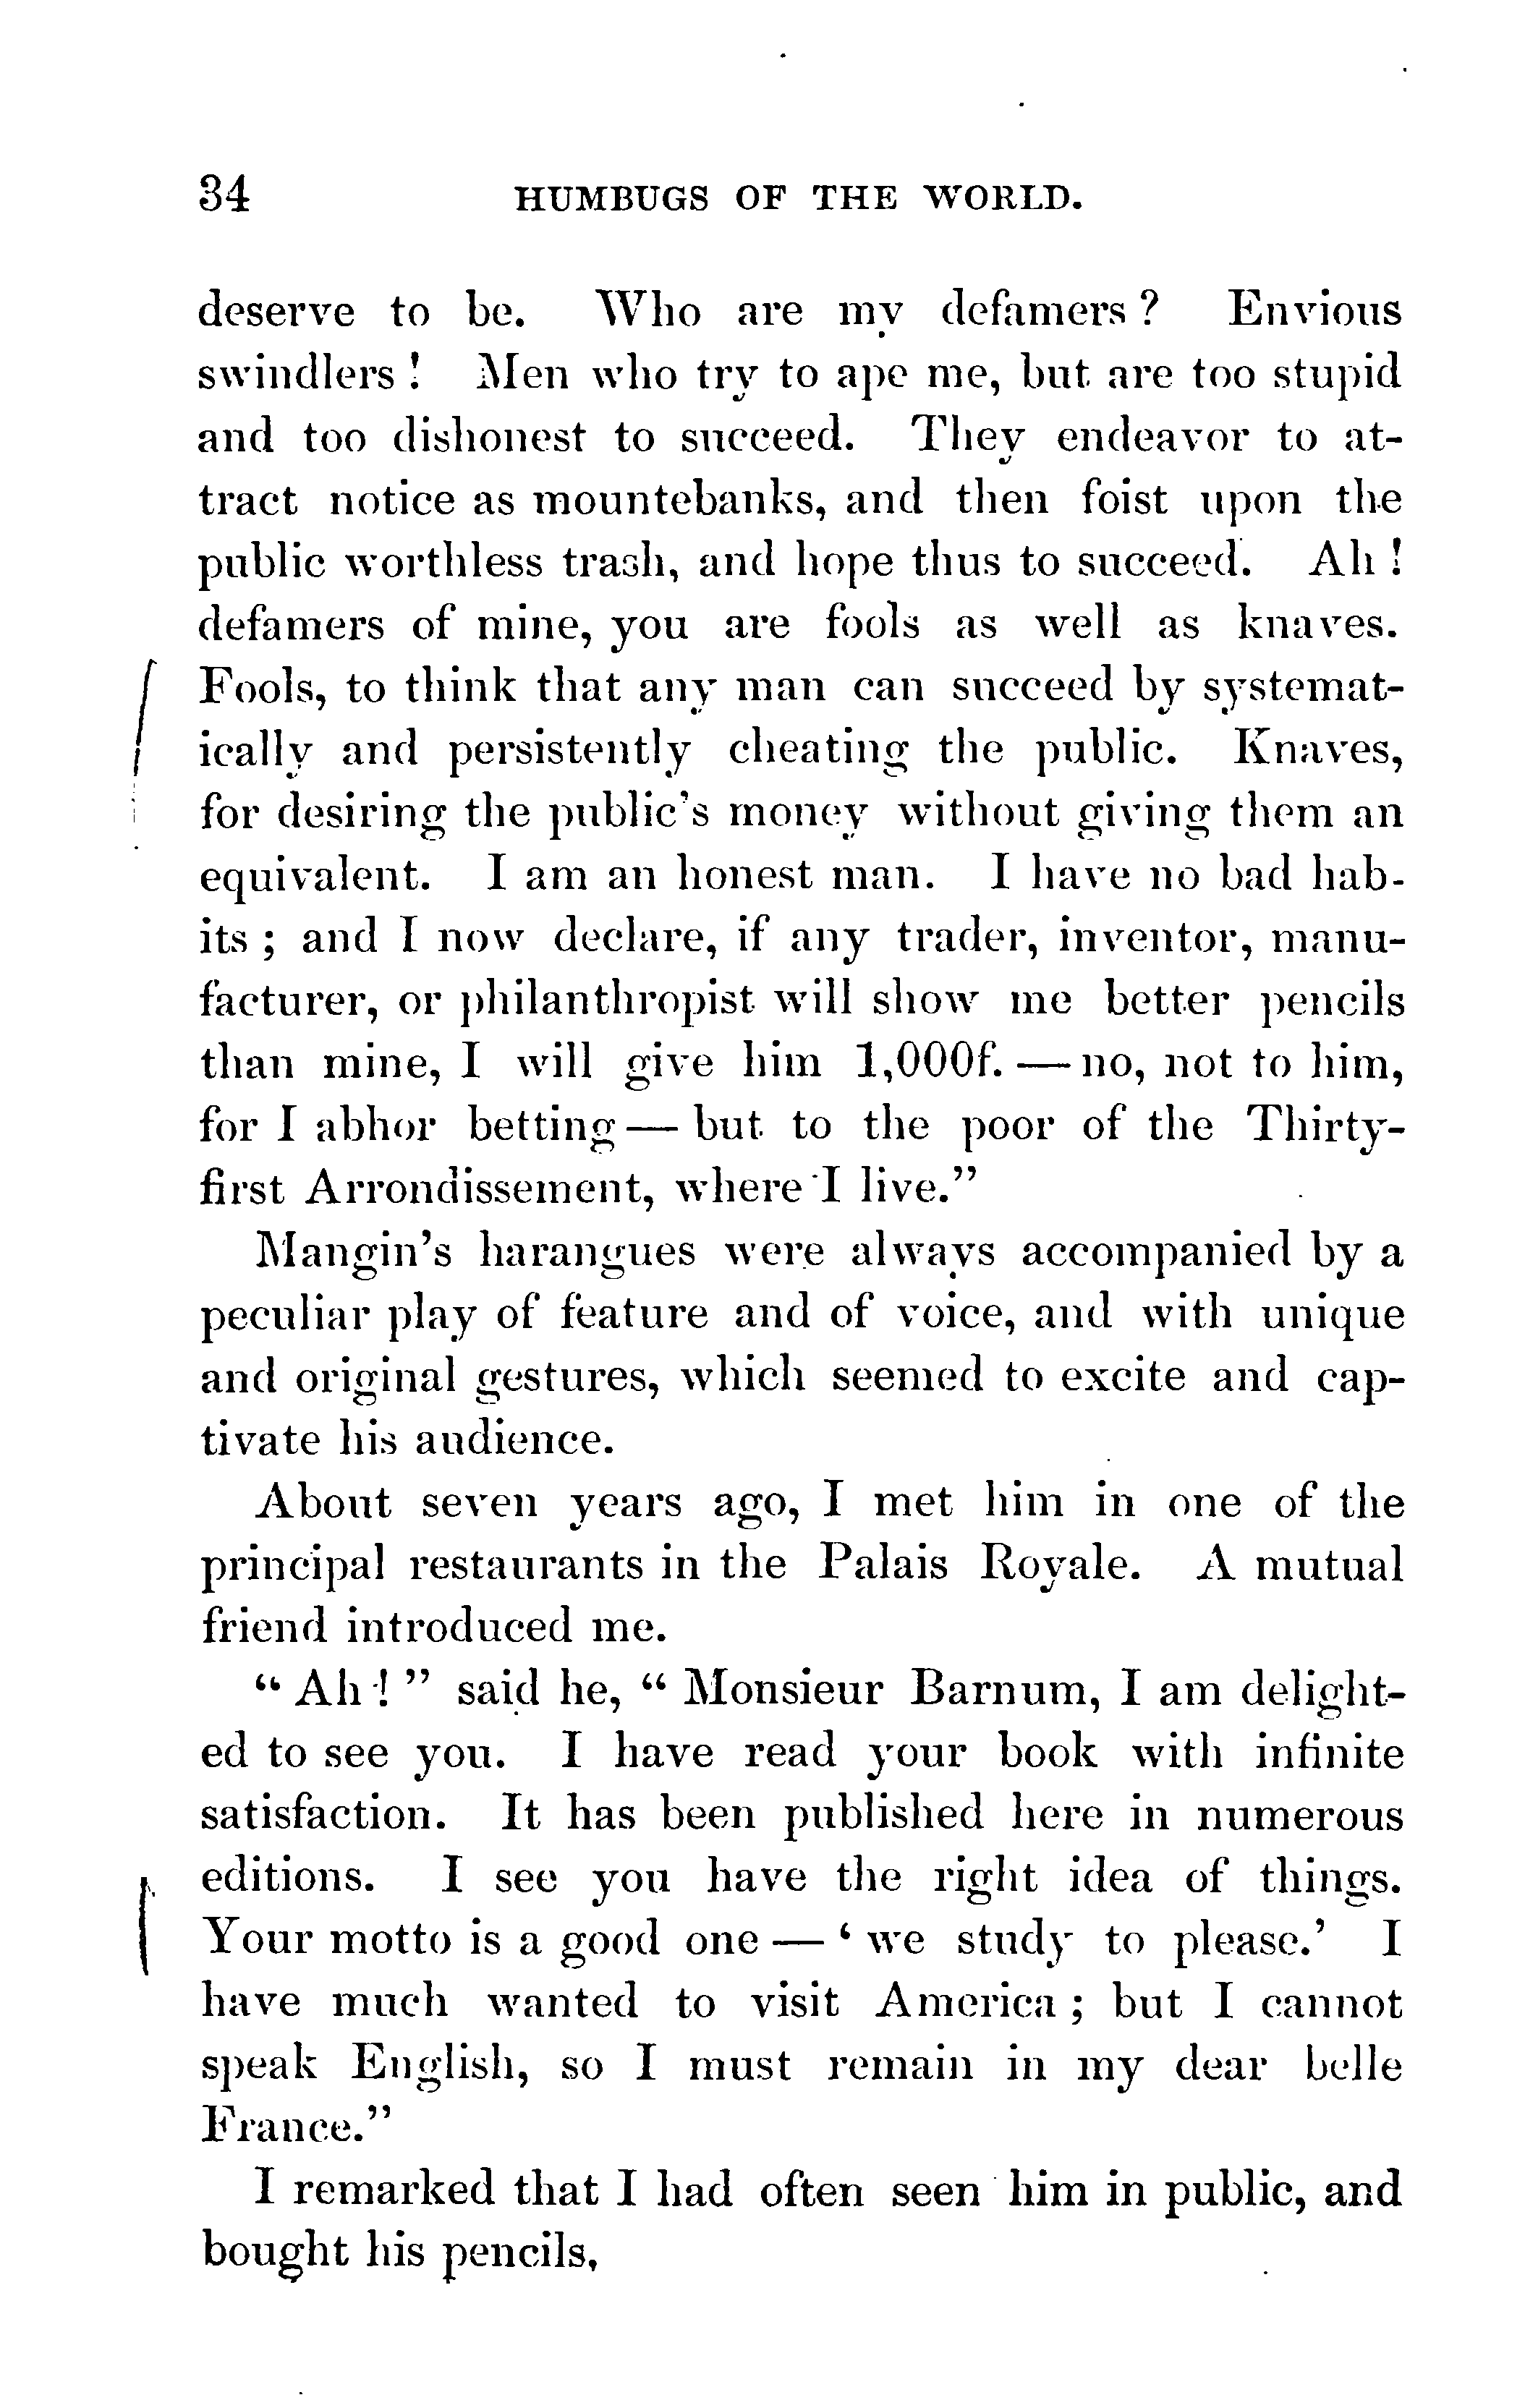 34 HUMBUGS OF THE WORLD.
deserve to be. Who are my defamers? Envious
swindlers! Men who try to ape me, but are too stupid
and too dishonest to succeed. They endeavor to at-
tract notice as mountebanks, and then foist upon the
public worthless trash, and hope thus to succeed. Ah!
defamers of mine, you are fools as well as knaves.
Fools, to think that any man can succeed by systemat-
ically and persistently cheating the public. Knaves,
for desiring the public's money without giving them an
equivalent. I am an honest man. I have no bad hab-
its; and I now declare, if any trader, inventor, manu-
facturer, or philanthropist will show me better pencils
than mine, I will give him 1,000f. — no, not to him,
for I abhor betting — but to the poor of the Thirty-
first Arrondissement, where I live."
Mangin's harangues were always accompanied by a
peculiar play of feature and of voice, and with unique
and original gestures, which seemed to excite and cap-
tivate his audience.
About seven years ago, I met him in one of the
principal restaurants in the Palais Royale. A mutual
friend introduced me.
"Ah!" said he, "Monsieur Barnum, I am delight-
ed to see you. I have read your book with infinite
satisfaction. It has been published here in numerous
editions. I see you have the right idea of things.
Your motto is a good one — 'we study to please.' I
have much wanted to visit America; but I cannot
speak English, so I must remain in my dear belle
France."
I remarked that I had often seen him in public, and
bought his pencils,